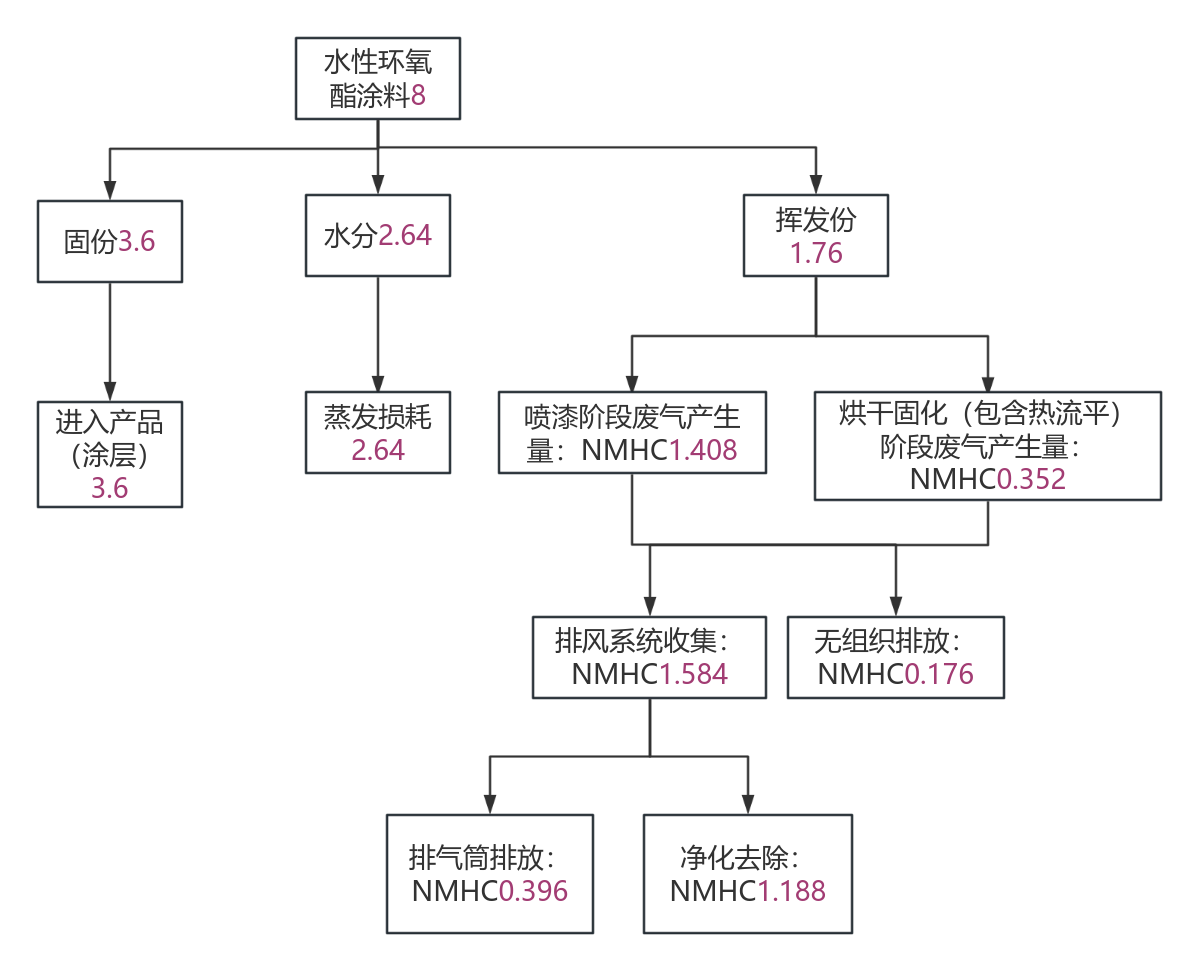 水性环氧
酯涂料8
固份3.6
水分2.64
挥发份
1.76
进入产品
（涂层）
3.6
蒸发损耗
2.64
喷漆阶段废气产生
量：NMHC1.408
烘干固化（包含热流平）
阶段废气产生量：
NMHC0.352
排风系统收集：
NMHC1.584
无组织排放：
NMHC0.176
排气筒排放：
NMHC0.396
净化去除：
NMHC1.188